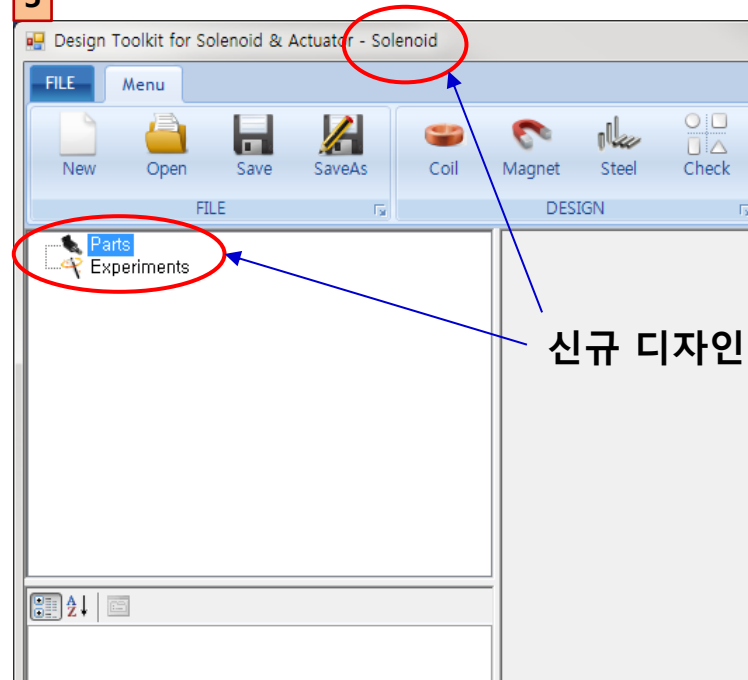 Design Toolkit for Solenoid & Actuator - Solenoid
FILE Menu
New Open Save SaveAs Coil Magnet Steel Check
FILE DESIGN
Parts
Experiments
신규 디자인